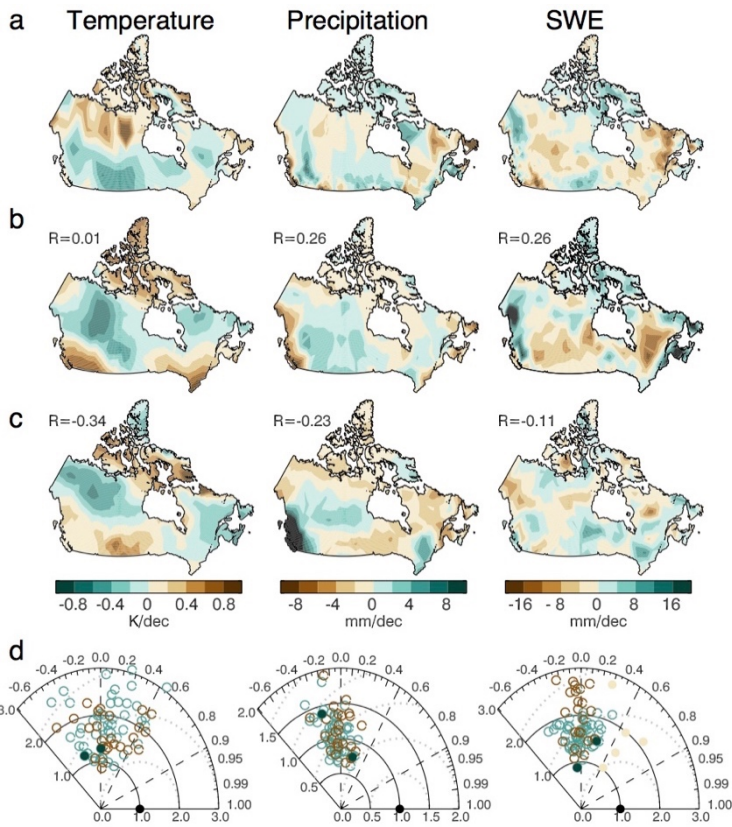 a Temperature Precipitation SWE
b
R=0.01 R=0.26 R=0.26
c R=-0.34 R=-0.23 R=-0.11
-0.8 -0.4 0 0.4 0.8 -8 -4 0 4 8 -16 -8 0 8 16
K/dec mm/dec mm/dec
d
-0.6 -0.4 -0.2 0.0 0.2 0.4 0.6 0.8 0.9 0.95 0.99 1.00
3.0 2.0 1.0 0.0 1.0 2.0 3.0
-0.6 -0.4 -0.2 0.0 0.2 0.4 0.6 0.8 0.9 0.95 0.99 1.00
2.0 1.5 1.0 0.5 0.0 0.5 1.0 1.5 2.0
-0.6 -0.4 -0.2 0.0 0.2 0.4 0.6 0.8 0.9 0.95 0.99 1.00
3.0 2.0 1.0 0.0 1.0 2.0 3.0